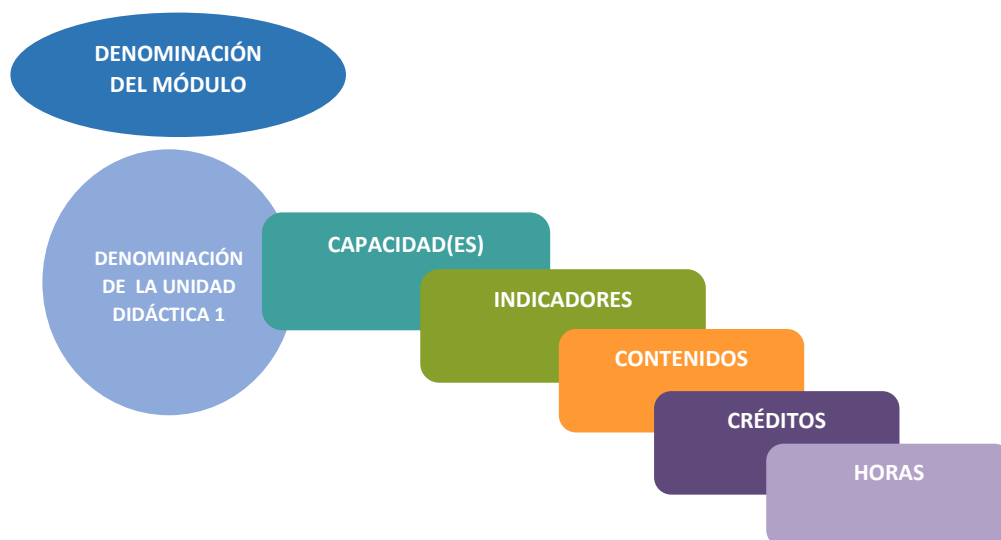 DENOMINACIÓN
DEL MÓDULO
DENOMINACIÓN
DE LA UNIDAD
DIDÁCTICA 1
CAPACIDAD(ES)
INDICADORES
CONTENIDOS
CRÉDITOS
HORAS